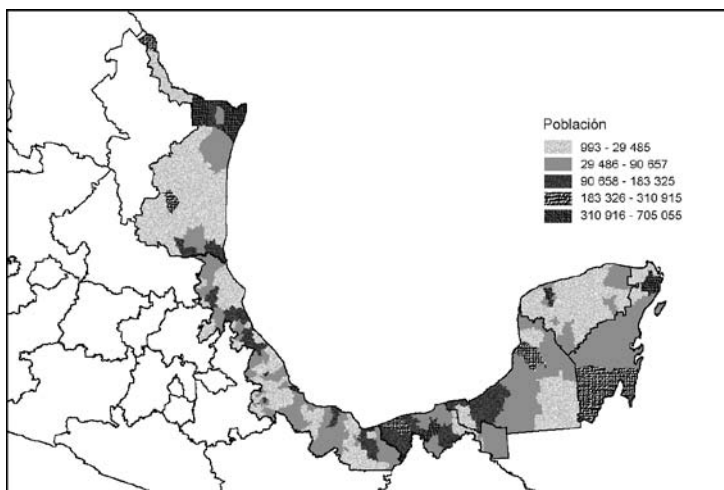 Población
993 - 29 485
29 486 - 90 657
90 658 - 183 325
183 326 - 310 915
310 916 - 705 055